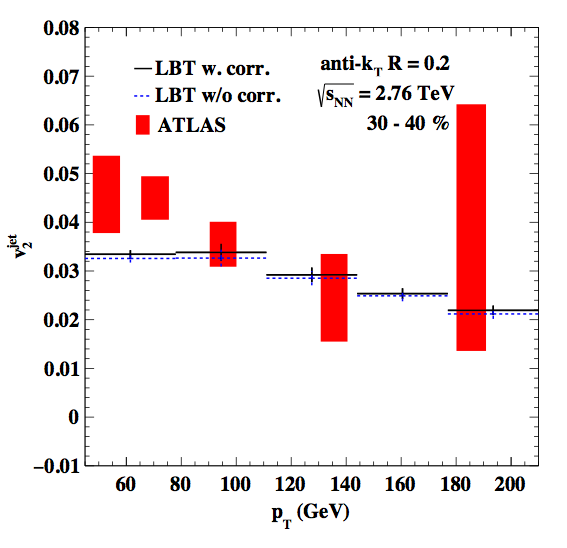 0.08
0.07
0.06
0.05
0.04
0.03
0.02
0.01
0
−0.01
v₂ʲᵉᵗ
LBT w. corr.
LBT w/o corr.
ATLAS
anti-k_T R = 0.2
√s_NN = 2.76 TeV
30 - 40 %
60 80 100 120 140 160 180 200
p_T (GeV)